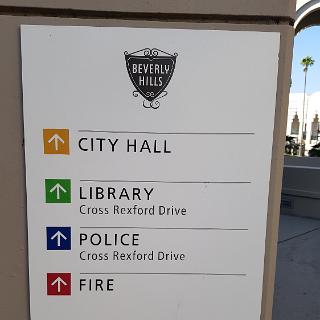 BEVERLY
HILLS
CITY HALL
LIBRARY
Cross Rexford Drive
POLICE
Cross Rexford Drive
FIRE